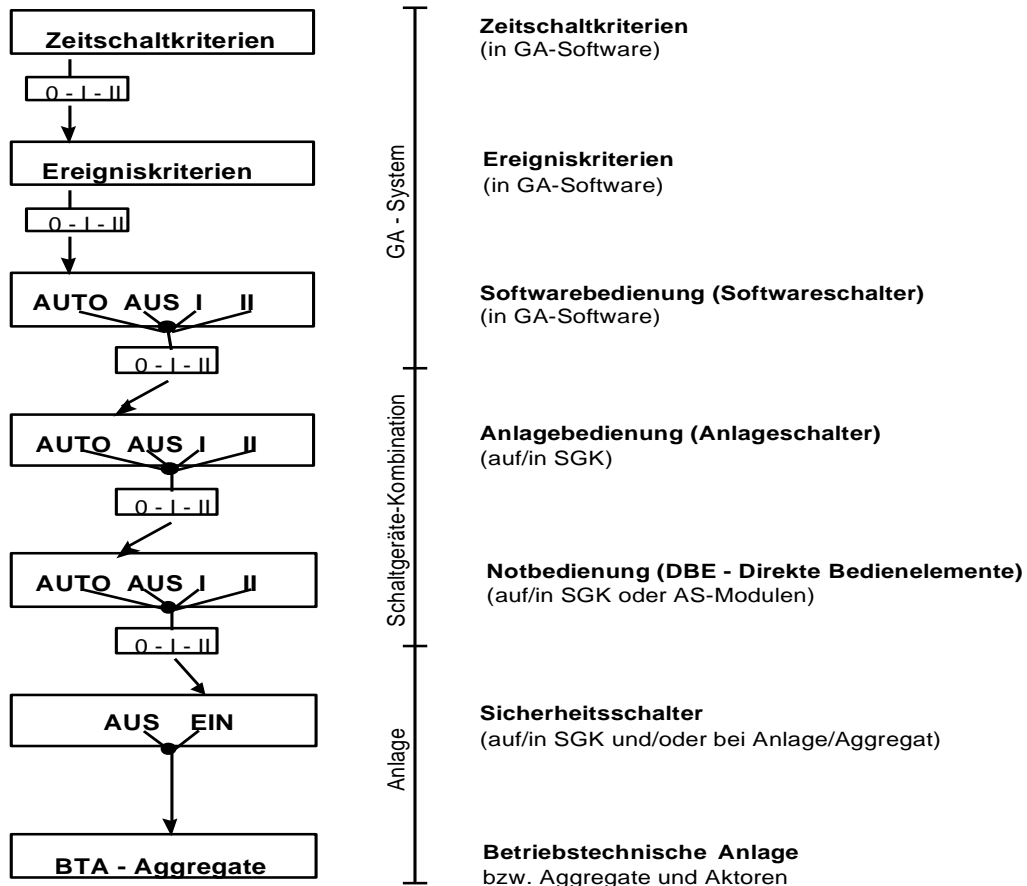 Zeitschaltkriterien
0 - I - II
Ereigniskriterien
0 - I - II
AUTO AUS I II
0 - I - II
AUTO AUS I II
0 - I - II
AUTO AUS I II
0 - I - II
AUS EIN
BTA - Aggregate
GA - System
Schaltgeräte-Kombination
Anlage
Zeitschaltkriterien
(in GA-Software)
Ereigniskriterien
(in GA-Software)
Softwarebedienung (Softwareschalter)
(in GA-Software)
Anlagebedienung (Anlageschalter)
(auf/in SGK)
Notbedienung (DBE - Direkte Bedienelemente)
(auf/in SGK oder AS-Modulen)
Sicherheitsschalter
(auf/in SGK und/oder bei Anlage/Aggregat)
Betriebstechnische Anlage
bzw. Aggregate und Aktoren